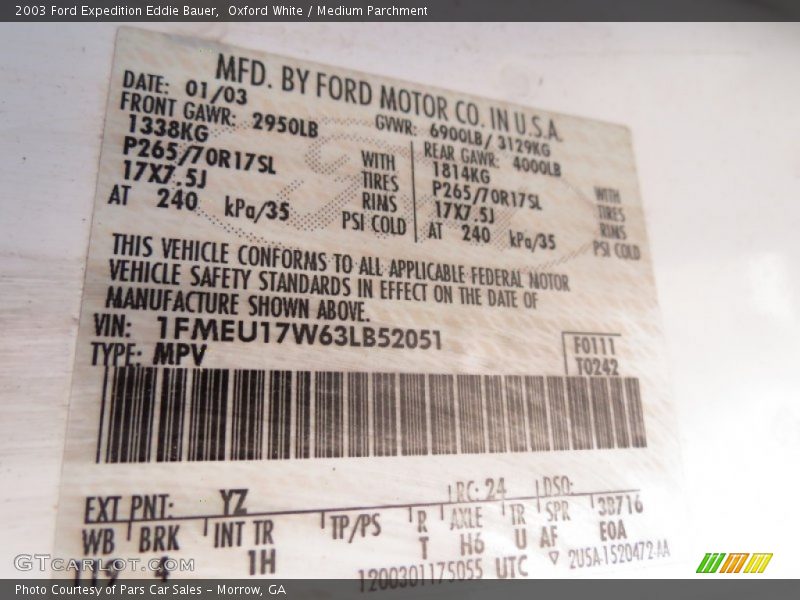 2003 Ford Expedition Eddie Bauer,  Oxford White / Medium Parchment
MFD. BY FORD MOTOR CO. IN U.S.A.
DATE: 01/03 GVWR: 6900LB/ 3129KG
FRONT GAWR: 2950LB REAR GAWR: 4000LB
1338KG WITH 1814KG WITH
P265/70R17SL TIRES P265/70R17SL TIRES
17X7.5J RIMS 17X7.5J RIMS
AT 240 kPa/35 PSI COLD AT 240 kPa/35 PSI COLD
THIS VEHICLE CONFORMS TO ALL APPLICABLE FEDERAL MOTOR
VEHICLE SAFETY STANDARDS IN EFFECT ON THE DATE OF
MANUFACTURE SHOWN ABOVE.
VIN: 1FMEU17W63LB52051 F0111
TYPE: MPV T0242
EXT PNT: YZ RC: 24 DSO:
WB BRK INT TR TP/PS R AXLE TR SPR 3B716
119 4 1H T H6 U AF E0A
1200301175055 UTC ▽ 2U5A-1520472-AA
GTCARLOT.COM
Photo Courtesy of Pars Car Sales - Morrow, GA